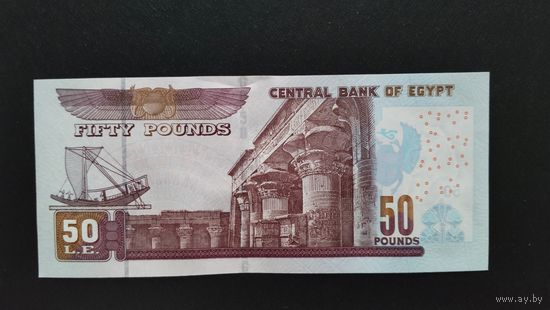 CENTRAL BANK OF EGYPT
FIFTY POUNDS
50
L.E.
50
POUNDS
www.ay.by